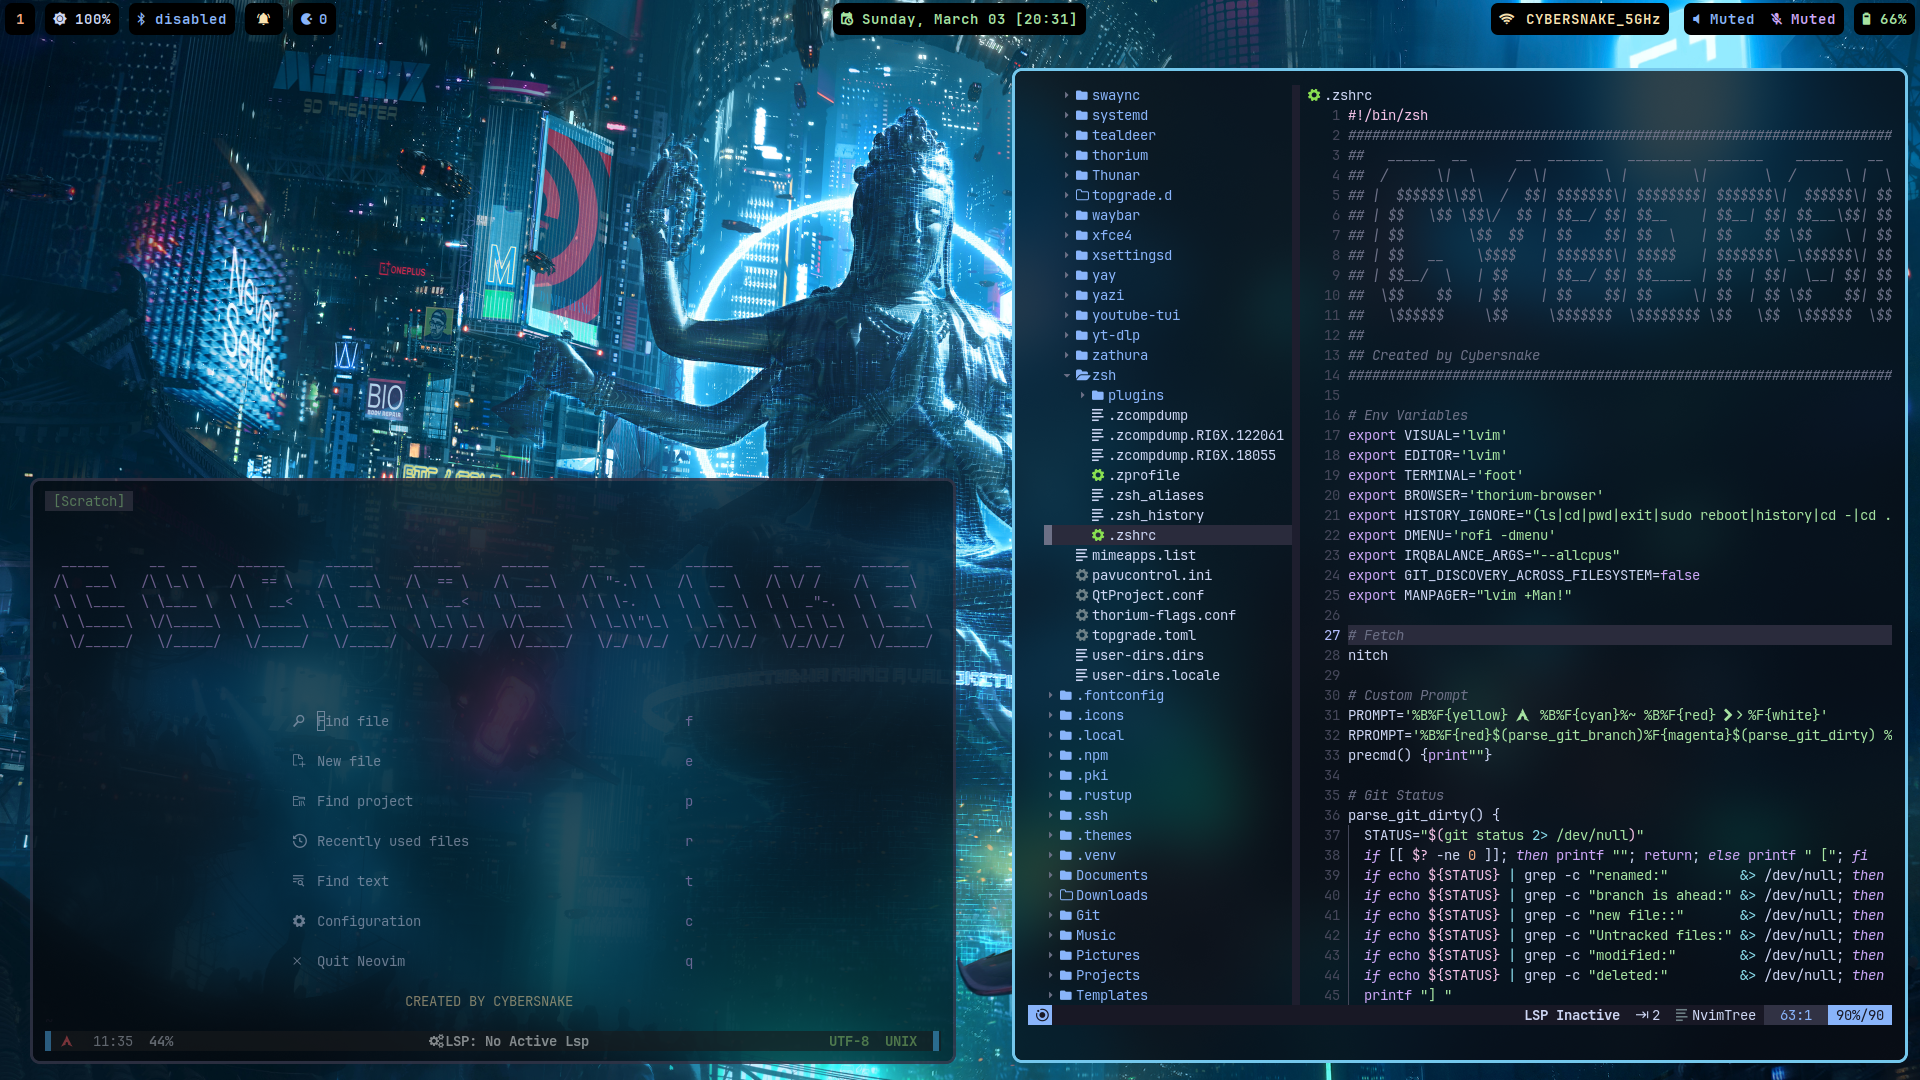 1
100%
disabled
0
Sunday, March 03 [20:31]
CYBERSNAKE_5GHz
Muted
Muted
66%
SD THEATER
ONEPLUS
M
Never
Settle
BIO
BODY REPAIR
[Scratch]
Find file f
New file e
Find project p
Recently used files r
Find text t
Configuration c
Quit Neovim q
CREATED BY CYBERSNAKE
11:35 44%
LSP: No Active Lsp
UTF-8 UNIX
swaync
systemd
tealdeer
thorium
Thunar
topgrade.d
waybar
xfce4
xsettingsd
yay
yazi
youtube-tui
yt-dlp
zathura
zsh
plugins
.zcompdump
.zcompdump.RIGX.122061
.zcompdump.RIGX.18055
.zprofile
.zsh_aliases
.zsh_history
.zshrc
mimeapps.list
pavucontrol.ini
QtProject.conf
thorium-flags.conf
topgrade.toml
user-dirs.dirs
user-dirs.locale
.fontconfig
.icons
.local
.npm
.pki
.rustup
.ssh
.themes
.venv
Documents
Downloads
Git
Music
Pictures
Projects
Templates
.zshrc
1 #!/bin/zsh
2 ####################################################################
3 ##
4 ##
5 ##
6 ##
7 ##
8 ##
9 ##
10 ##
11 ##
12 ##
13 ## Created by Cybersnake
14 ####################################################################
15
16 # Env Variables
17 export VISUAL='lvim'
18 export EDITOR='lvim'
19 export TERMINAL='foot'
20 export BROWSER='thorium-browser'
21 export HISTORY_IGNORE="(ls|cd|pwd|exit|sudo reboot|history|cd -|cd .
22 export DMENU='rofi -dmenu'
23 export IRQBALANCE_ARGS="--allcpus"
24 export GIT_DISCOVERY_ACROSS_FILESYSTEM=false
25 export MANPAGER="lvim +Man!"
26
27 # Fetch
28 nitch
29
30 # Custom Prompt
31 PROMPT='%B%F{yellow} %B%F{cyan}%~ %B%F{red} %F{white}'
32 RPROMPT='%B%F{red}$(parse_git_branch)%F{magenta}$(parse_git_dirty) %
33 precmd() {print""}
34
35 # Git Status
36 parse_git_dirty() {
37 STATUS="$(git status 2> /dev/null)"
38 if [[ $? -ne 0 ]]; then printf ""; return; else printf " ["; fi
39 if echo ${STATUS} | grep -c "renamed:" &> /dev/null; then
40 if echo ${STATUS} | grep -c "branch is ahead:" &> /dev/null; then
41 if echo ${STATUS} | grep -c "new file::" &> /dev/null; then
42 if echo ${STATUS} | grep -c "Untracked files:" &> /dev/null; then
43 if echo ${STATUS} | grep -c "modified:" &> /dev/null; then
44 if echo ${STATUS} | grep -c "deleted:" &> /dev/null; then
45 printf "] "
LSP Inactive 2 NvimTree 63:1 90%/90